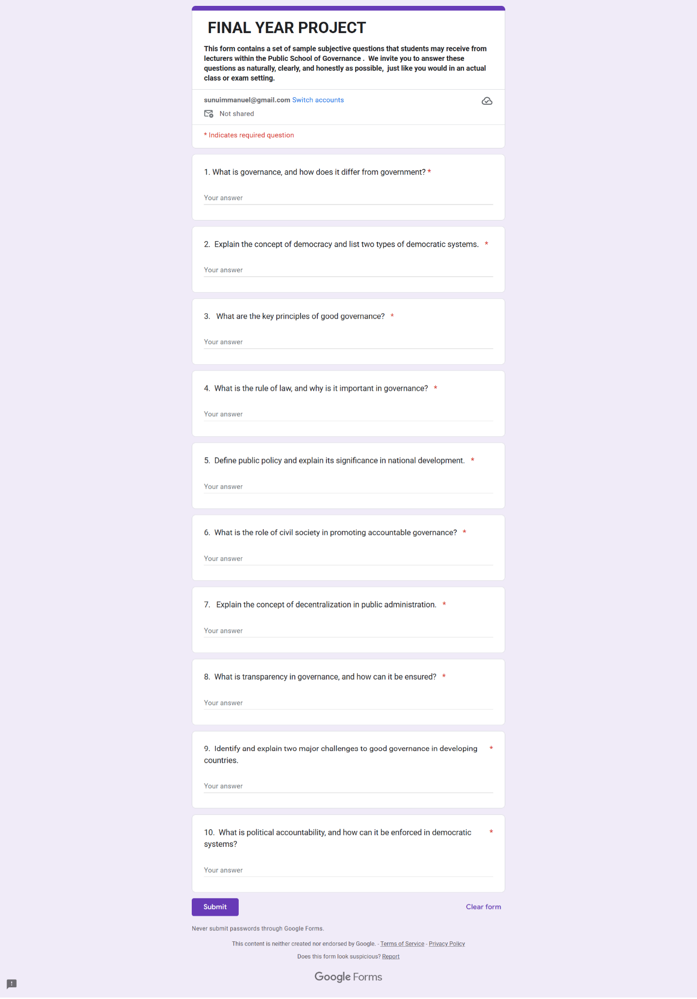 FINAL YEAR PROJECT
This form contains a set of sample subjective questions that students may receive from
lecturers within the Public School of Governance .  We invite you to answer these
questions as naturally, clearly, and honestly as possible,  just like you would in an actual
class or exam setting.
sunuimmanuel@gmail.com Switch accounts
Not shared
* Indicates required question
1. What is governance, and how does it differ from government? *
Your answer
2.  Explain the concept of democracy and list two types of democratic systems.  *
Your answer
3.   What are the key principles of good governance?  *
Your answer
4.  What is the rule of law, and why is it important in governance?  *
Your answer
5.  Define public policy and explain its significance in national development.  *
Your answer
6.  What is the role of civil society in promoting accountable governance?  *
Your answer
7.   Explain the concept of decentralization in public administration.  *
Your answer
8.  What is transparency in governance, and how can it be ensured?  *
Your answer
9.  Identify and explain two major challenges to good governance in developing *
countries.
Your answer
10.  What is political accountability, and how can it be enforced in democratic *
systems?
Your answer
Submit Clear form
Never submit passwords through Google Forms.
This content is neither created nor endorsed by Google. - Terms of Service - Privacy Policy
Does this form look suspicious? Report
Google Forms